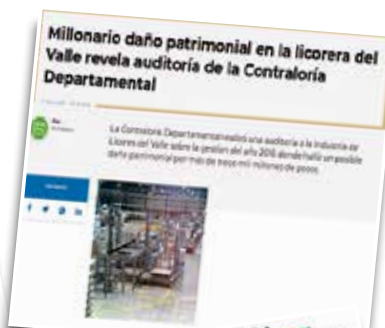 Millonario daño patrimonial en la licorera del
Valle revela auditoría de la Contraloría
Departamental
La Contraloría Departamental realizó una auditoría a la Industria de
Licores del Valle sobre la gestión del año 2016 donde halló un posible
daño patrimonial por más de trece mil millones de pesos.